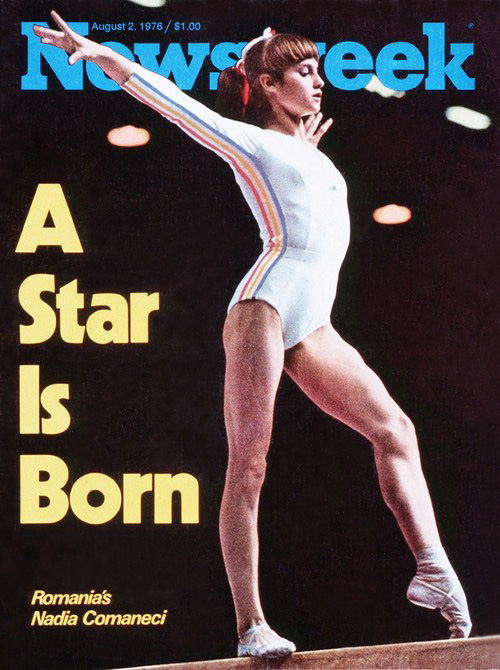 August 2, 1976 / $1.00
Newsweek
A
Star
Is
Born
Romania's
Nadia Comaneci